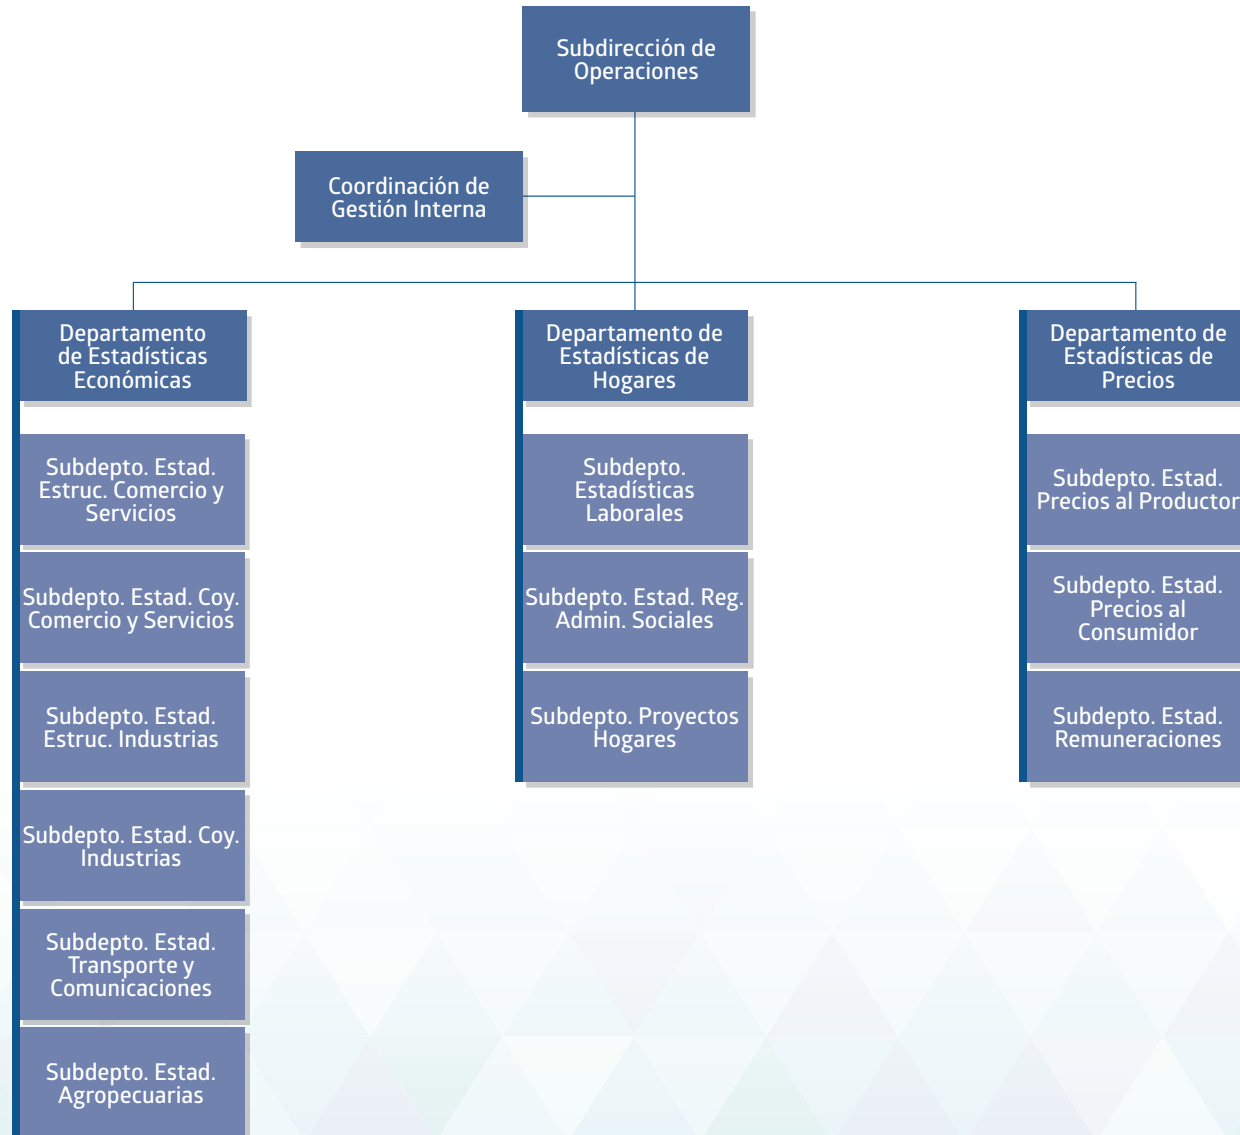 Subdirección de
Operaciones
Coordinación de
Gestión Interna
Departamento
de Estadísticas
Económicas
Subdepto. Estad.
Estruc. Comercio y
Servicios
Subdepto. Estad. Coy.
Comercio y Servicios
Subdepto. Estad.
Estruc. Industrias
Subdepto. Estad. Coy.
Industrias
Subdepto. Estad.
Transporte y
Comunicaciones
Subdepto. Estad.
Agropecuarias
Departamento de
Estadísticas de
Hogares
Subdepto.
Estadísticas
Laborales
Subdepto. Estad. Reg.
Admin. Sociales
Subdepto. Proyectos
Hogares
Departamento de
Estadísticas de
Precios
Subdepto. Estad.
Precios al Productor
Subdepto. Estad.
Precios al
Consumidor
Subdepto. Estad.
Remuneraciones